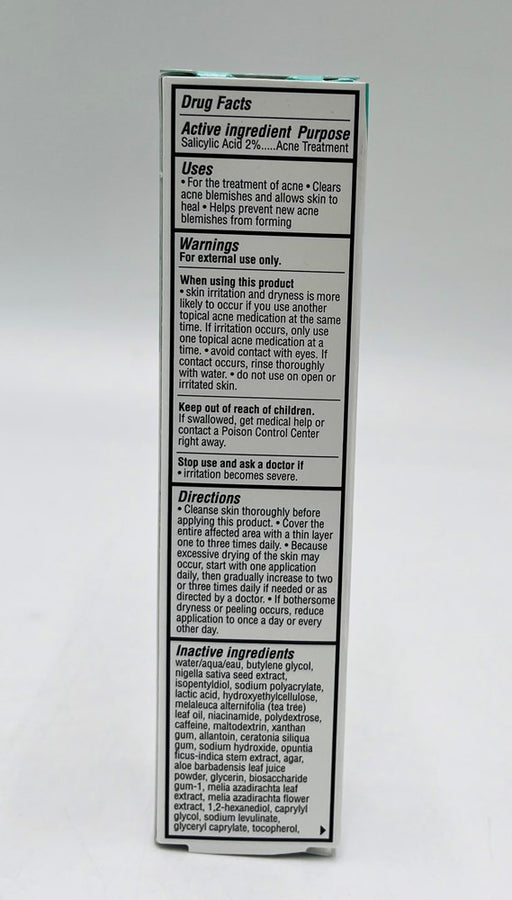 Drug Facts
Active ingredient Purpose
Salicylic Acid 2%.....Acne Treatment
Uses
• For the treatment of acne • Clears
acne blemishes and allows skin to
heal • Helps prevent new acne
blemishes from forming
Warnings
For external use only.
When using this product
• skin irritation and dryness is more
likely to occur if you use another
topical acne medication at the same
time. If irritation occurs, only use
one topical acne medication at a
time. • avoid contact with eyes. If
contact occurs, rinse thoroughly
with water. • do not use on open or
irritated skin.
Keep out of reach of children.
If swallowed, get medical help or
contact a Poison Control Center
right away.
Stop use and ask a doctor if
• irritation becomes severe.
Directions
• Cleanse skin thoroughly before
applying this product. • Cover the
entire affected area with a thin layer
one to three times daily. • Because
excessive drying of the skin may
occur, start with one application
daily, then gradually increase to two
or three times daily if needed or as
directed by a doctor. • If bothersome
dryness or peeling occurs, reduce
application to once a day or every
other day.
Inactive ingredients
water/aqua/eau, butylene glycol,
nigella sativa seed extract,
isopentyldiol, sodium polyacrylate,
lactic acid, hydroxyethylcellulose,
melaleuca alternifolia (tea tree)
leaf oil, niacinamide, polydextrose,
caffeine, maltodextrin, xanthan
gum, allantoin, ceratonia siliqua
gum, sodium hydroxide, opuntia
ficus-indica stem extract, agar,
aloe barbadensis leaf juice
powder, glycerin, biosaccharide
gum-1, melia azadirachta leaf
extract, melia azadirachta flower
extract, 1,2-hexanediol, caprylyl
glycol, sodium levulinate,
glyceryl caprylate, tocopherol,